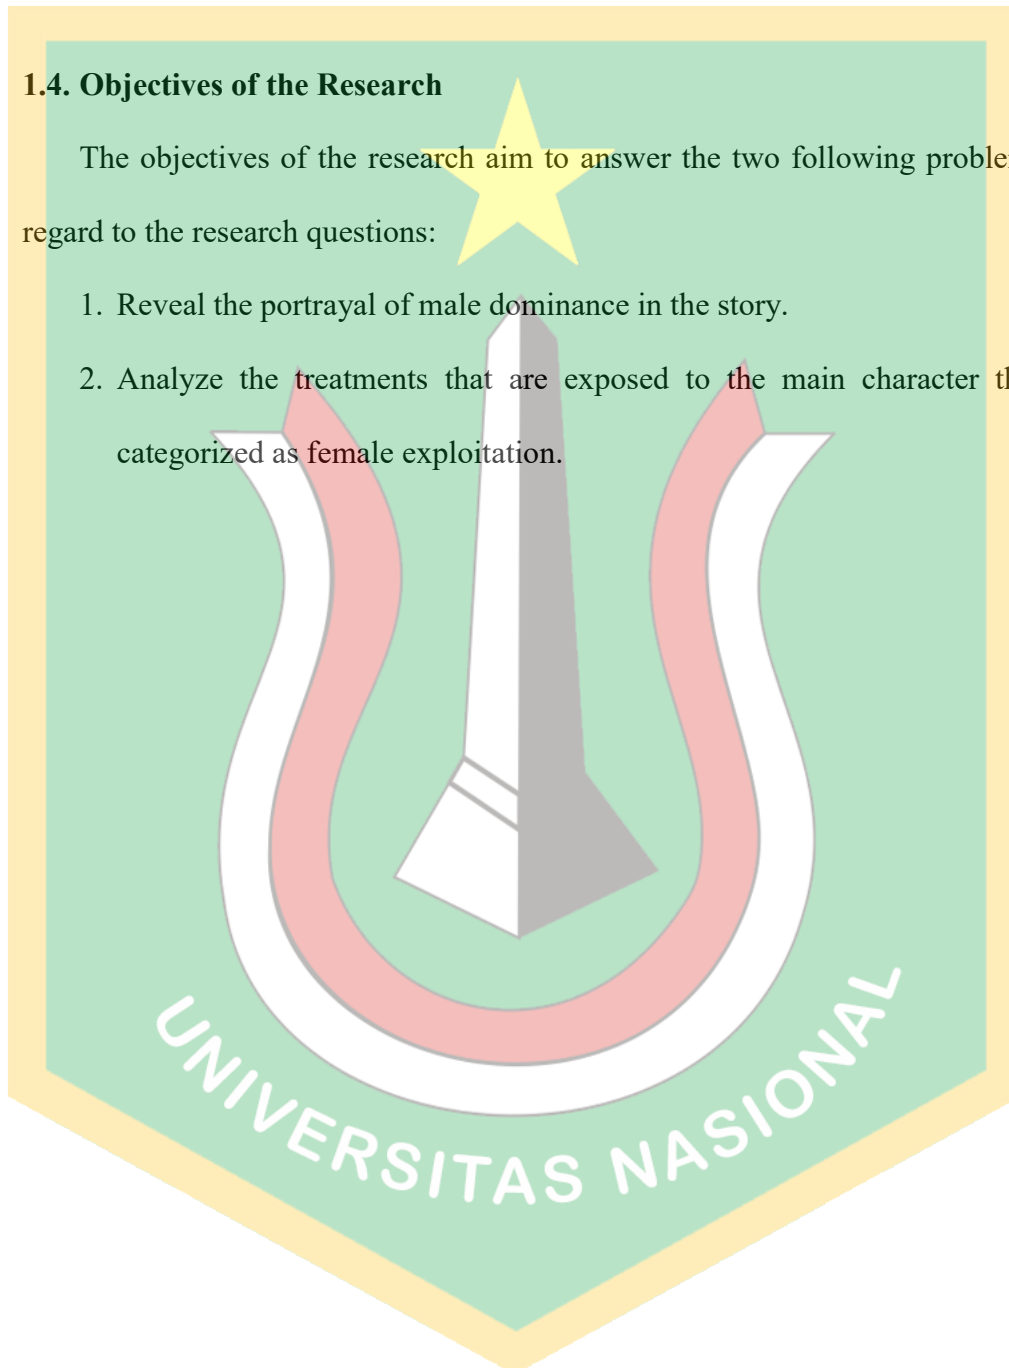 1.4. Objectives of the Research
The objectives of the research aim to answer the two following
regard to the research questions:
1. Reveal the portrayal of male dominance in the story.
2. Analyze the treatments that are exposed to the main character
categorized as female exploitation.
UNIVERSITAS NASIONAL